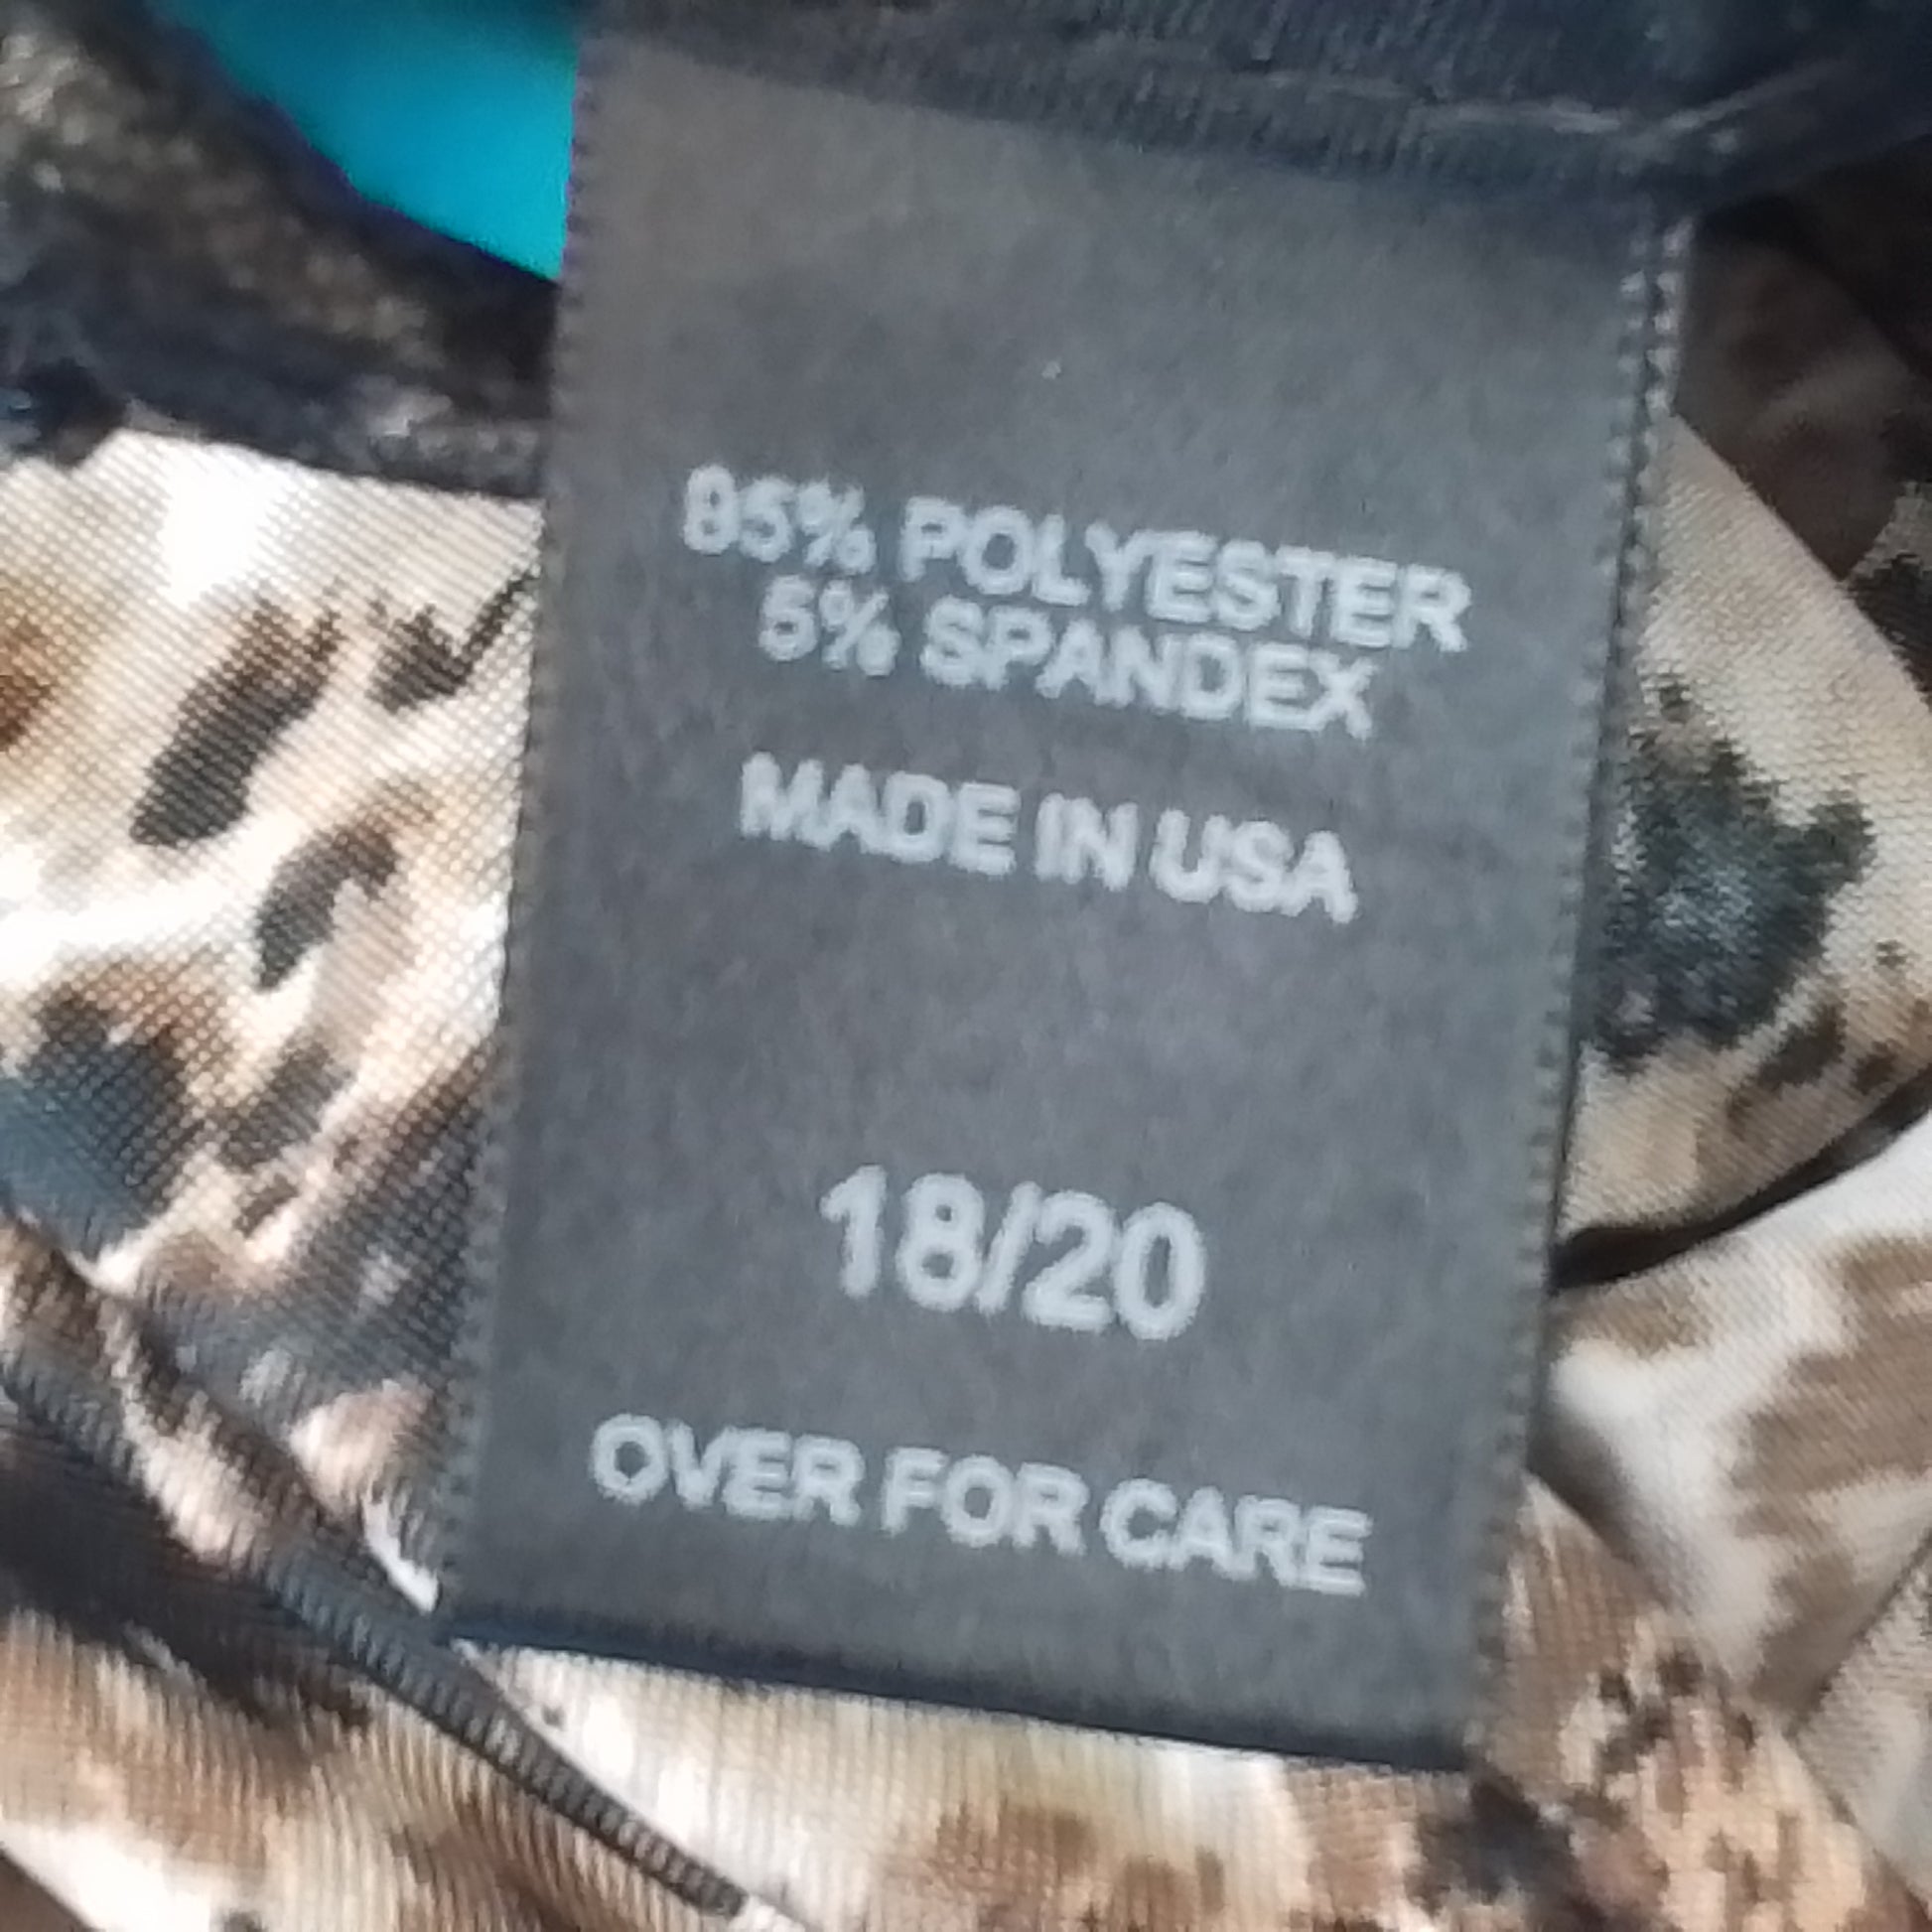 95% POLYESTER
5% SPANDEX
MADE IN USA
18/20
OVER FOR CARE